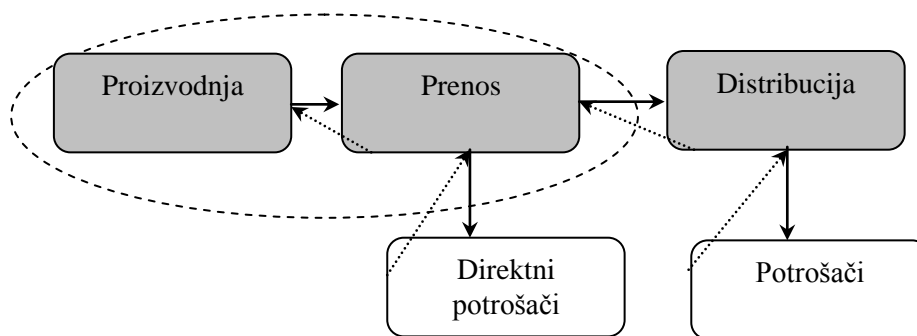 Proizvodnja
Prenos
Distribucija
Direktni
potrošači
Potrošači